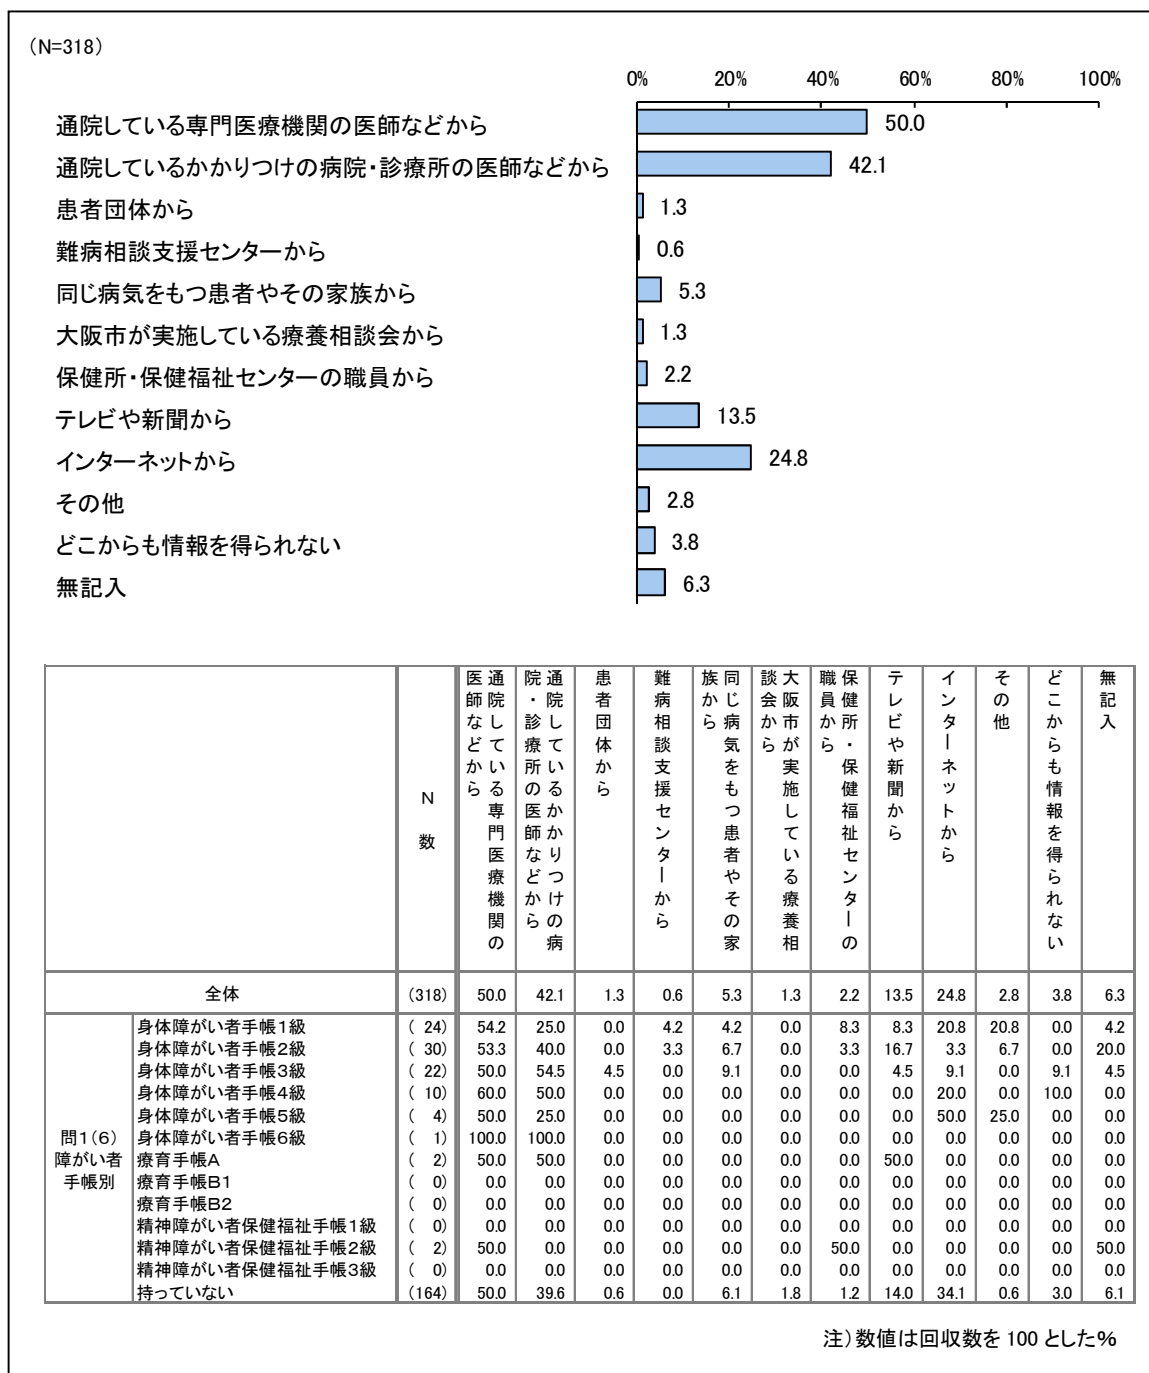 (N=318)
0% 20% 40% 60% 80% 100%
通院している専門医療機関の医師などから 50.0
通院しているかかりつけの病院・診療所の医師などから 42.1
患者団体から 1.3
難病相談支援センターから 0.6
同じ病気をもつ患者やその家族から 5.3
大阪市が実施している療養相談会から 1.3
保健所・保健福祉センターの職員から 2.2
テレビや新聞から 13.5
インターネットから 24.8
その他 2.8
どこからも情報を得られない 3.8
無記入 6.3
N数
通院している専門医療機関の
医師などから
通院しているかかりつけの病
院・診療所の医師などから
患者団体から
難病相談支援センターから
同じ病気をもつ患者やその家
族から
大阪市が実施している療養相
談会から
保健所・保健福祉センターの
職員から
テレビや新聞から
インターネットから
その他
どこからも情報を得られない
無記入
全体 (318) 50.0 42.1 1.3 0.6 5.3 1.3 2.2 13.5 24.8 2.8 3.8 6.3
問1(6)
障がい者
手帳別
身体障がい者手帳1級 ( 24) 54.2 25.0 0.0 4.2 4.2 0.0 8.3 8.3 20.8 20.8 0.0 4.2
身体障がい者手帳2級 ( 30) 53.3 40.0 0.0 3.3 6.7 0.0 3.3 16.7 3.3 6.7 0.0 20.0
身体障がい者手帳3級 ( 22) 50.0 54.5 4.5 0.0 9.1 0.0 0.0 4.5 9.1 0.0 9.1 4.5
身体障がい者手帳4級 ( 10) 60.0 50.0 0.0 0.0 0.0 0.0 0.0 0.0 20.0 0.0 10.0 0.0
身体障がい者手帳5級 ( 4) 50.0 25.0 0.0 0.0 0.0 0.0 0.0 0.0 50.0 25.0 0.0 0.0
身体障がい者手帳6級 ( 1) 100.0 100.0 0.0 0.0 0.0 0.0 0.0 0.0 0.0 0.0 0.0 0.0
療育手帳A ( 2) 50.0 50.0 0.0 0.0 0.0 0.0 0.0 50.0 0.0 0.0 0.0 0.0
療育手帳B1 ( 0) 0.0 0.0 0.0 0.0 0.0 0.0 0.0 0.0 0.0 0.0 0.0 0.0
療育手帳B2 ( 0) 0.0 0.0 0.0 0.0 0.0 0.0 0.0 0.0 0.0 0.0 0.0 0.0
精神障がい者保健福祉手帳1級 ( 0) 0.0 0.0 0.0 0.0 0.0 0.0 0.0 0.0 0.0 0.0 0.0 0.0
精神障がい者保健福祉手帳2級 ( 2) 50.0 0.0 0.0 0.0 0.0 0.0 50.0 0.0 0.0 0.0 0.0 50.0
精神障がい者保健福祉手帳3級 ( 0) 0.0 0.0 0.0 0.0 0.0 0.0 0.0 0.0 0.0 0.0 0.0 0.0
持っていない (164) 50.0 39.6 0.6 0.0 6.1 1.8 1.2 14.0 34.1 0.6 3.0 6.1
注)数値は回収数を100とした%